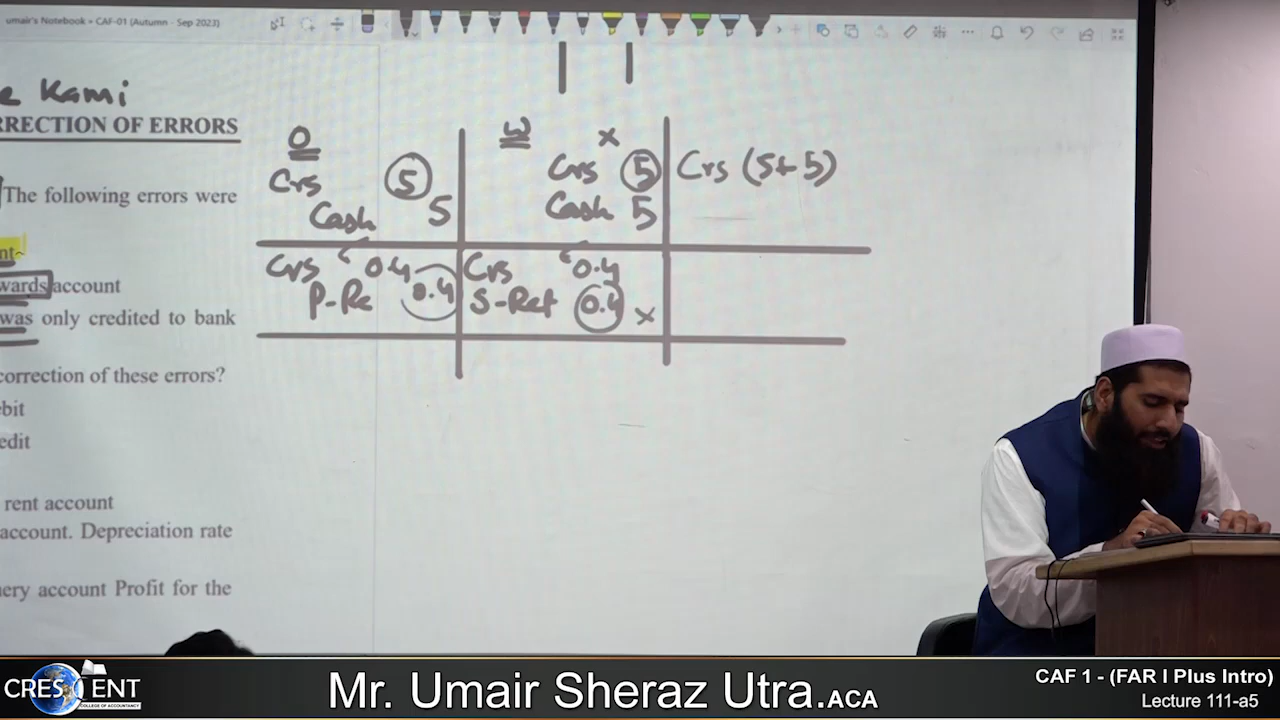 umair's Notebook » CAF-01 (Autumn - Sep 2023)
e Kami
RRECTION OF ERRORS
The following errors were
nt
wards account
was only credited to bank
correction of these errors?
ebit
edit
rent account
account. Depreciation rate
nery account Profit for the
O
Crs 5
Cash 5
W
x
Crs 5
Cash 5
Crs (5+5)
Crs 0.4
P-Re 0.4
Crs 0.4
S-Ret 0.4 x
CRESCENT
COLLEGE OF ACCOUNTANCY
Mr. Umair Sheraz Utra.ACA
CAF 1 - (FAR I Plus Intro)
Lecture 111-a5